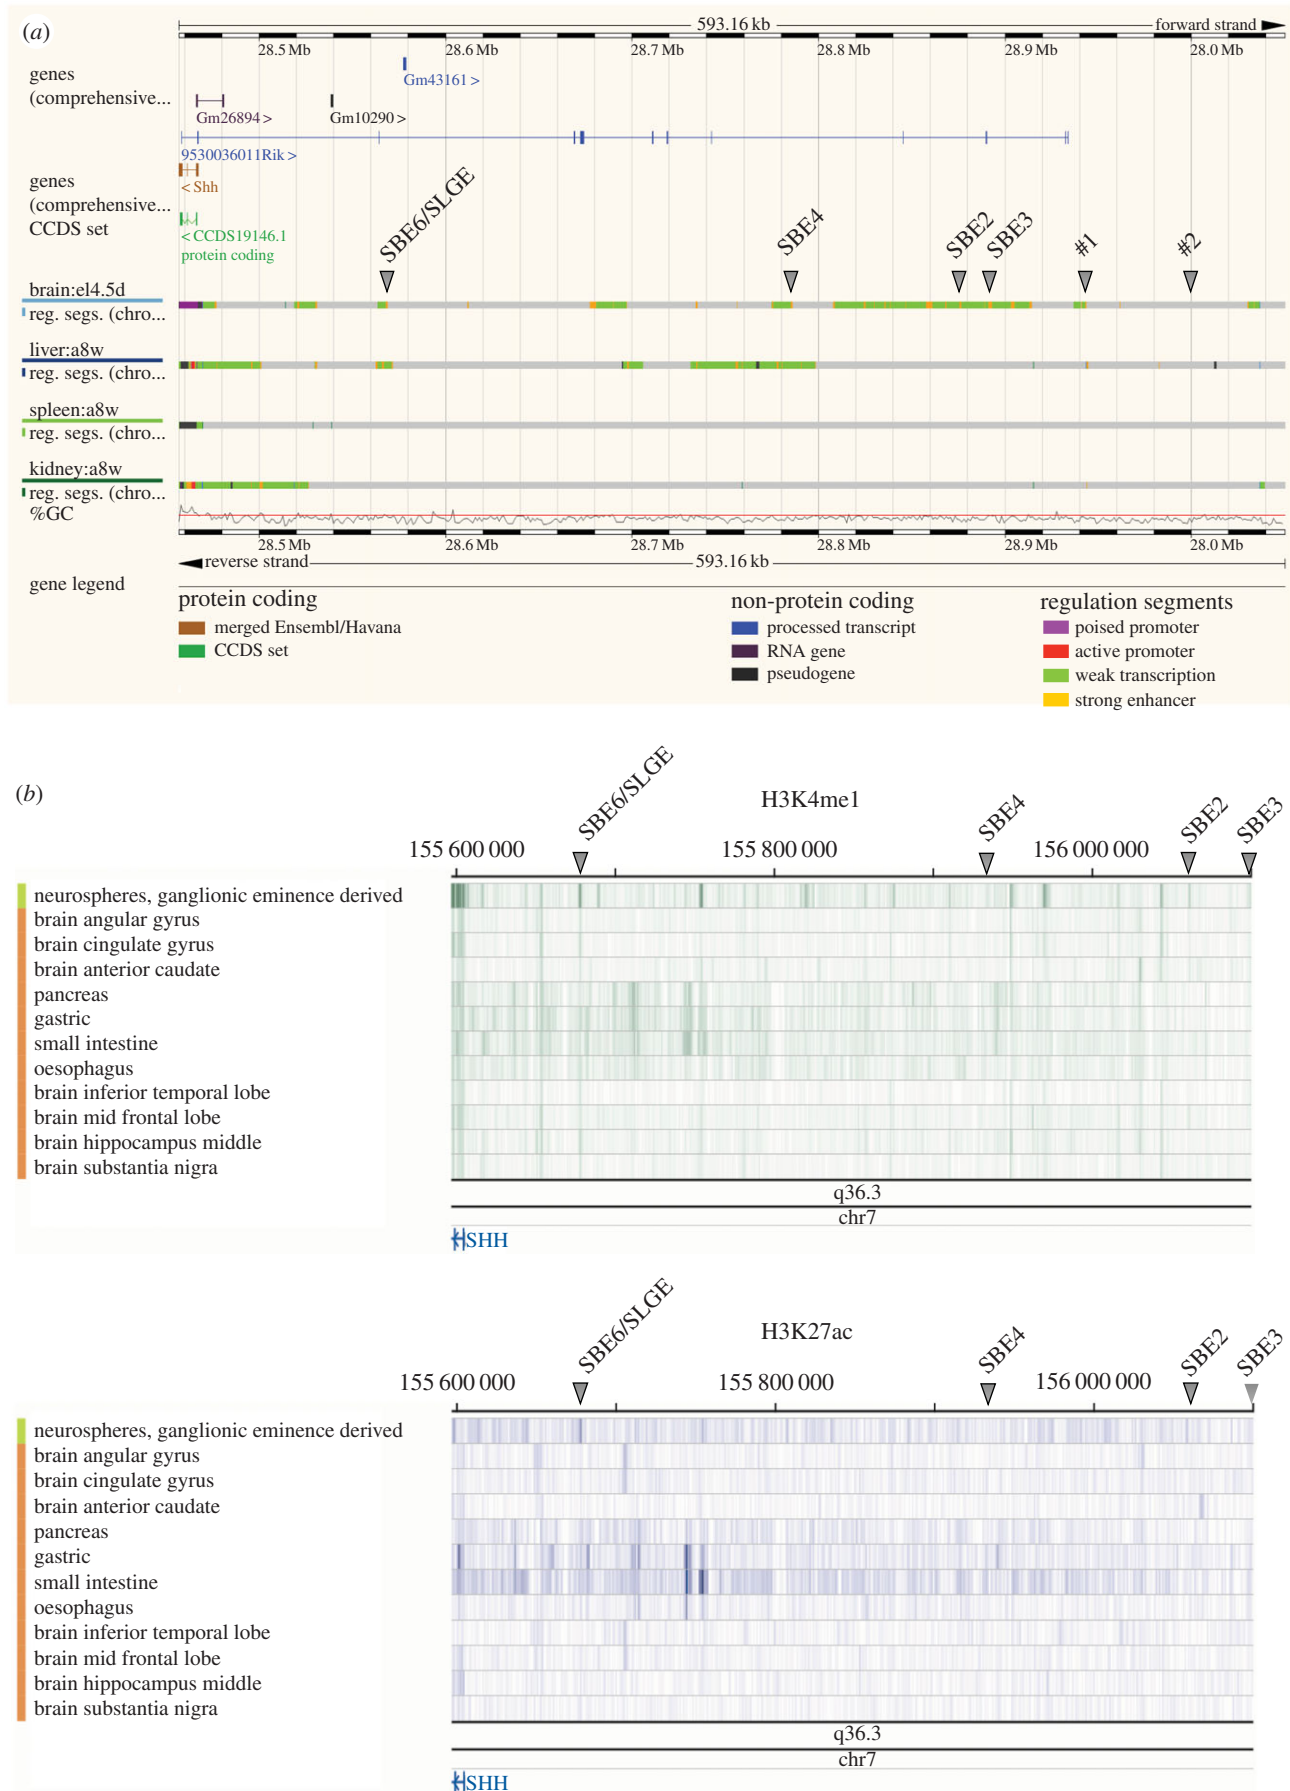 (a)
593.16 kb
forward strand
28.5 Mb 28.6 Mb 28.7 Mb 28.8 Mb 28.9 Mb 28.0 Mb
genes
(comprehensive...
Gm43161 >
Gm26894 >
Gm10290 >
9530036011Rik >
genes
(comprehensive...
< Shh
CCDS set
< CCDS19146.1
protein coding
SBE6/SLGE
SBE4
SBE2
SBE3
#1
#2
brain:el4.5d
reg. segs. (chro...
liver:a8w
reg. segs. (chro...
spleen:a8w
reg. segs. (chro...
kidney:a8w
reg. segs. (chro...
%GC
28.5 Mb 28.6 Mb 28.7 Mb 28.8 Mb 28.9 Mb 28.0 Mb
reverse strand
593.16 kb
gene legend
protein coding
merged Ensembl/Havana
CCDS set
non-protein coding
processed transcript
RNA gene
pseudogene
regulation segments
poised promoter
active promoter
weak transcription
strong enhancer
(b)
H3K4me1
SBE6/SLGE
SBE4
SBE2
SBE3
155 600 000 155 800 000 156 000 000
neurospheres, ganglionic eminence derived
brain angular gyrus
brain cingulate gyrus
brain anterior caudate
pancreas
gastric
small intestine
oesophagus
brain inferior temporal lobe
brain mid frontal lobe
brain hippocampus middle
brain substantia nigra
q36.3
chr7
SHH
H3K27ac
SBE6/SLGE
SBE4
SBE2
SBE3
155 600 000 155 800 000 156 000 000
neurospheres, ganglionic eminence derived
brain angular gyrus
brain cingulate gyrus
brain anterior caudate
pancreas
gastric
small intestine
oesophagus
brain inferior temporal lobe
brain mid frontal lobe
brain hippocampus middle
brain substantia nigra
q36.3
chr7
SHH